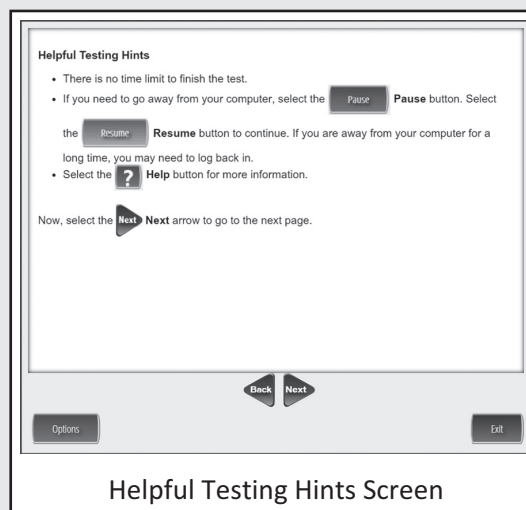 Helpful Testing Hints
• There is no time limit to finish the test.
• If you need to go away from your computer, select the Pause Pause button. Select
the Resume Resume button to continue. If you are away from your computer for a
long time, you may need to log back in.
• Select the ? Help button for more information.
Now, select the Next Next arrow to go to the next page.
Back Next
Options Exit
Helpful Testing Hints Screen